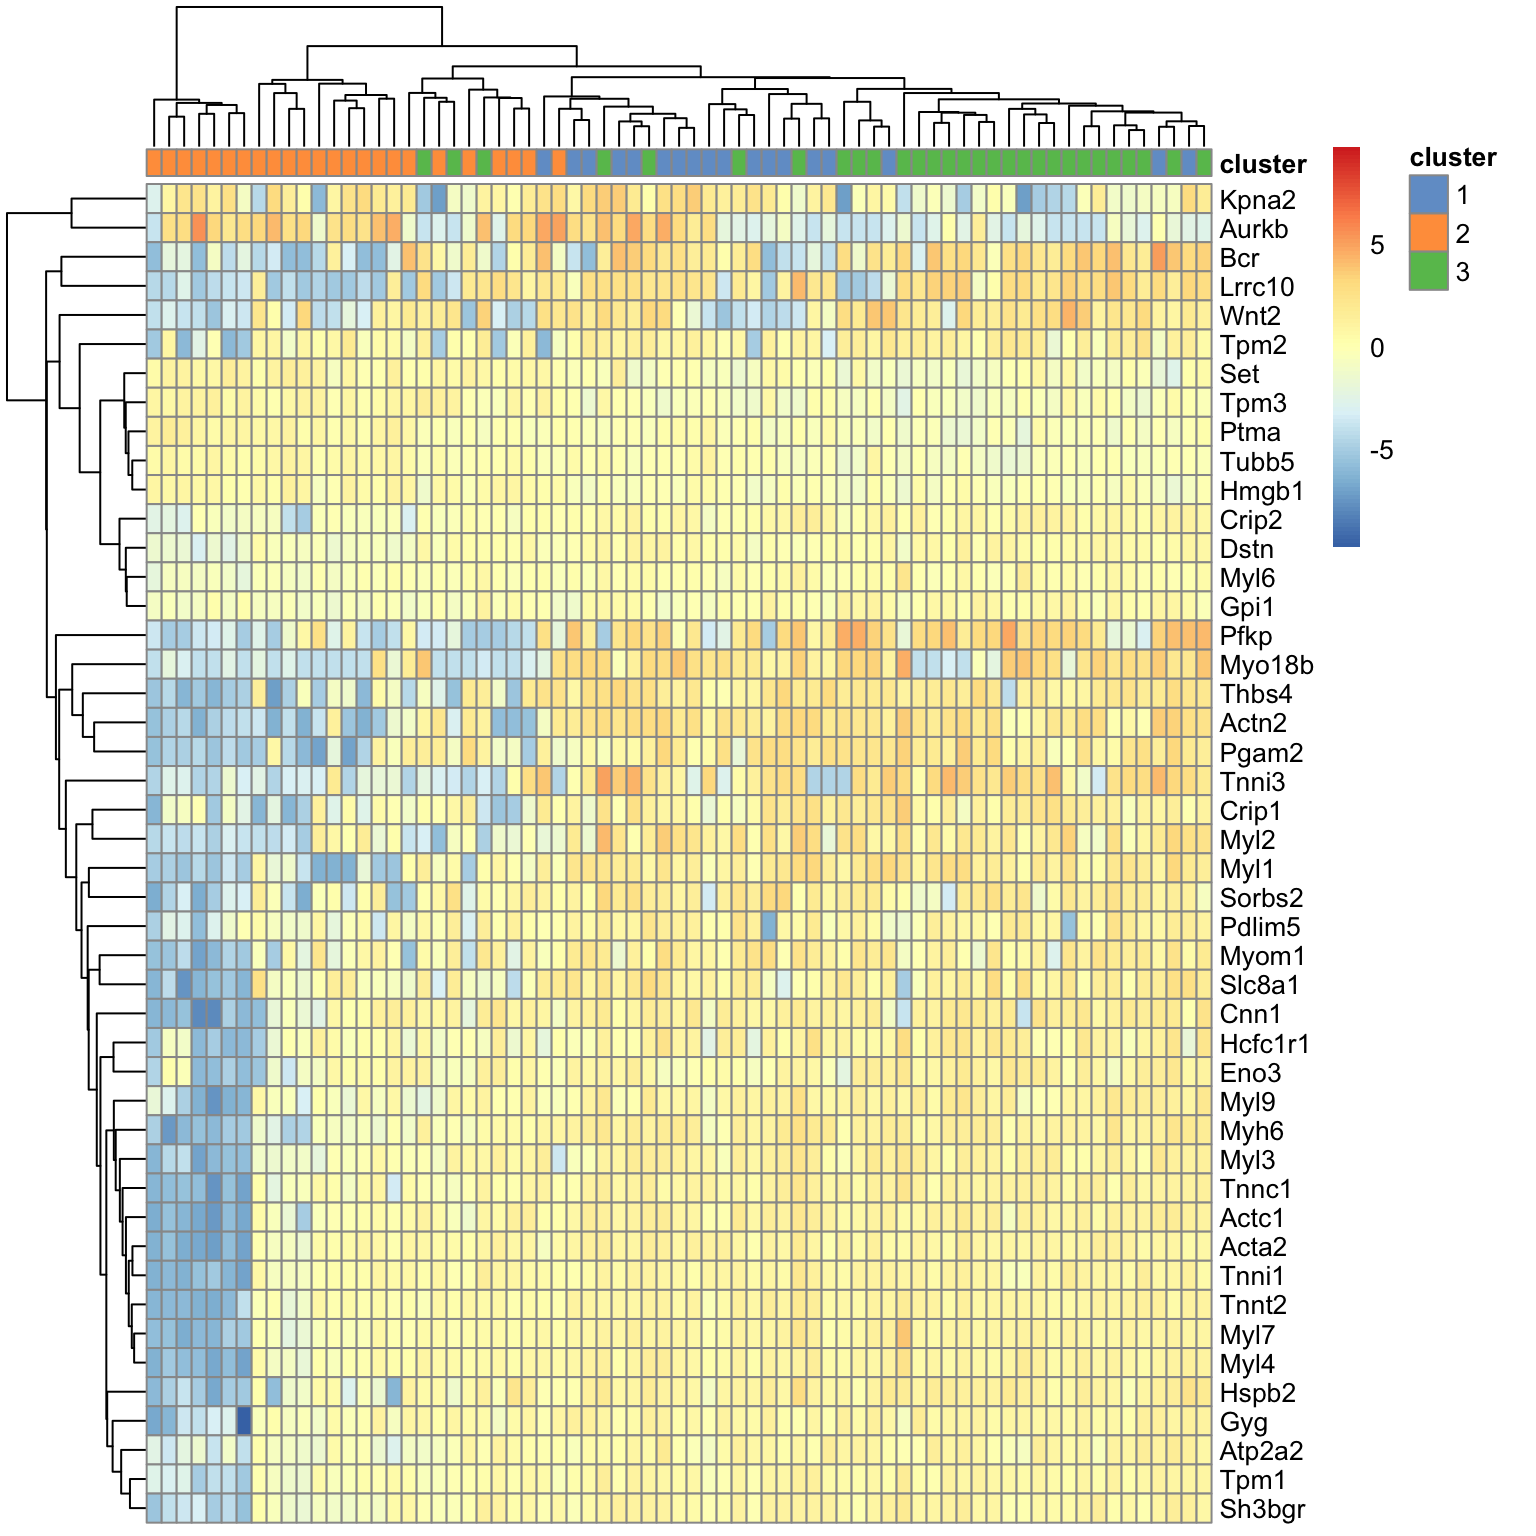 cluster
Kpna2
Aurkb
Bcr
Lrrc10
Wnt2
Tpm2
Set
Tpm3
Ptma
Tubb5
Hmgb1
Crip2
Dstn
Myl6
Gpi1
Pfkp
Myo18b
Thbs4
Actn2
Pgam2
Tnni3
Crip1
Myl2
Myl1
Sorbs2
Pdlim5
Myom1
Slc8a1
Cnn1
Hcfc1r1
Eno3
Myl9
Myh6
Myl3
Tnnc1
Actc1
Acta2
Tnni1
Tnnt2
Myl7
Myl4
Hspb2
Gyg
Atp2a2
Tpm1
Sh3bgr
5
0
-5
cluster
1
2
3